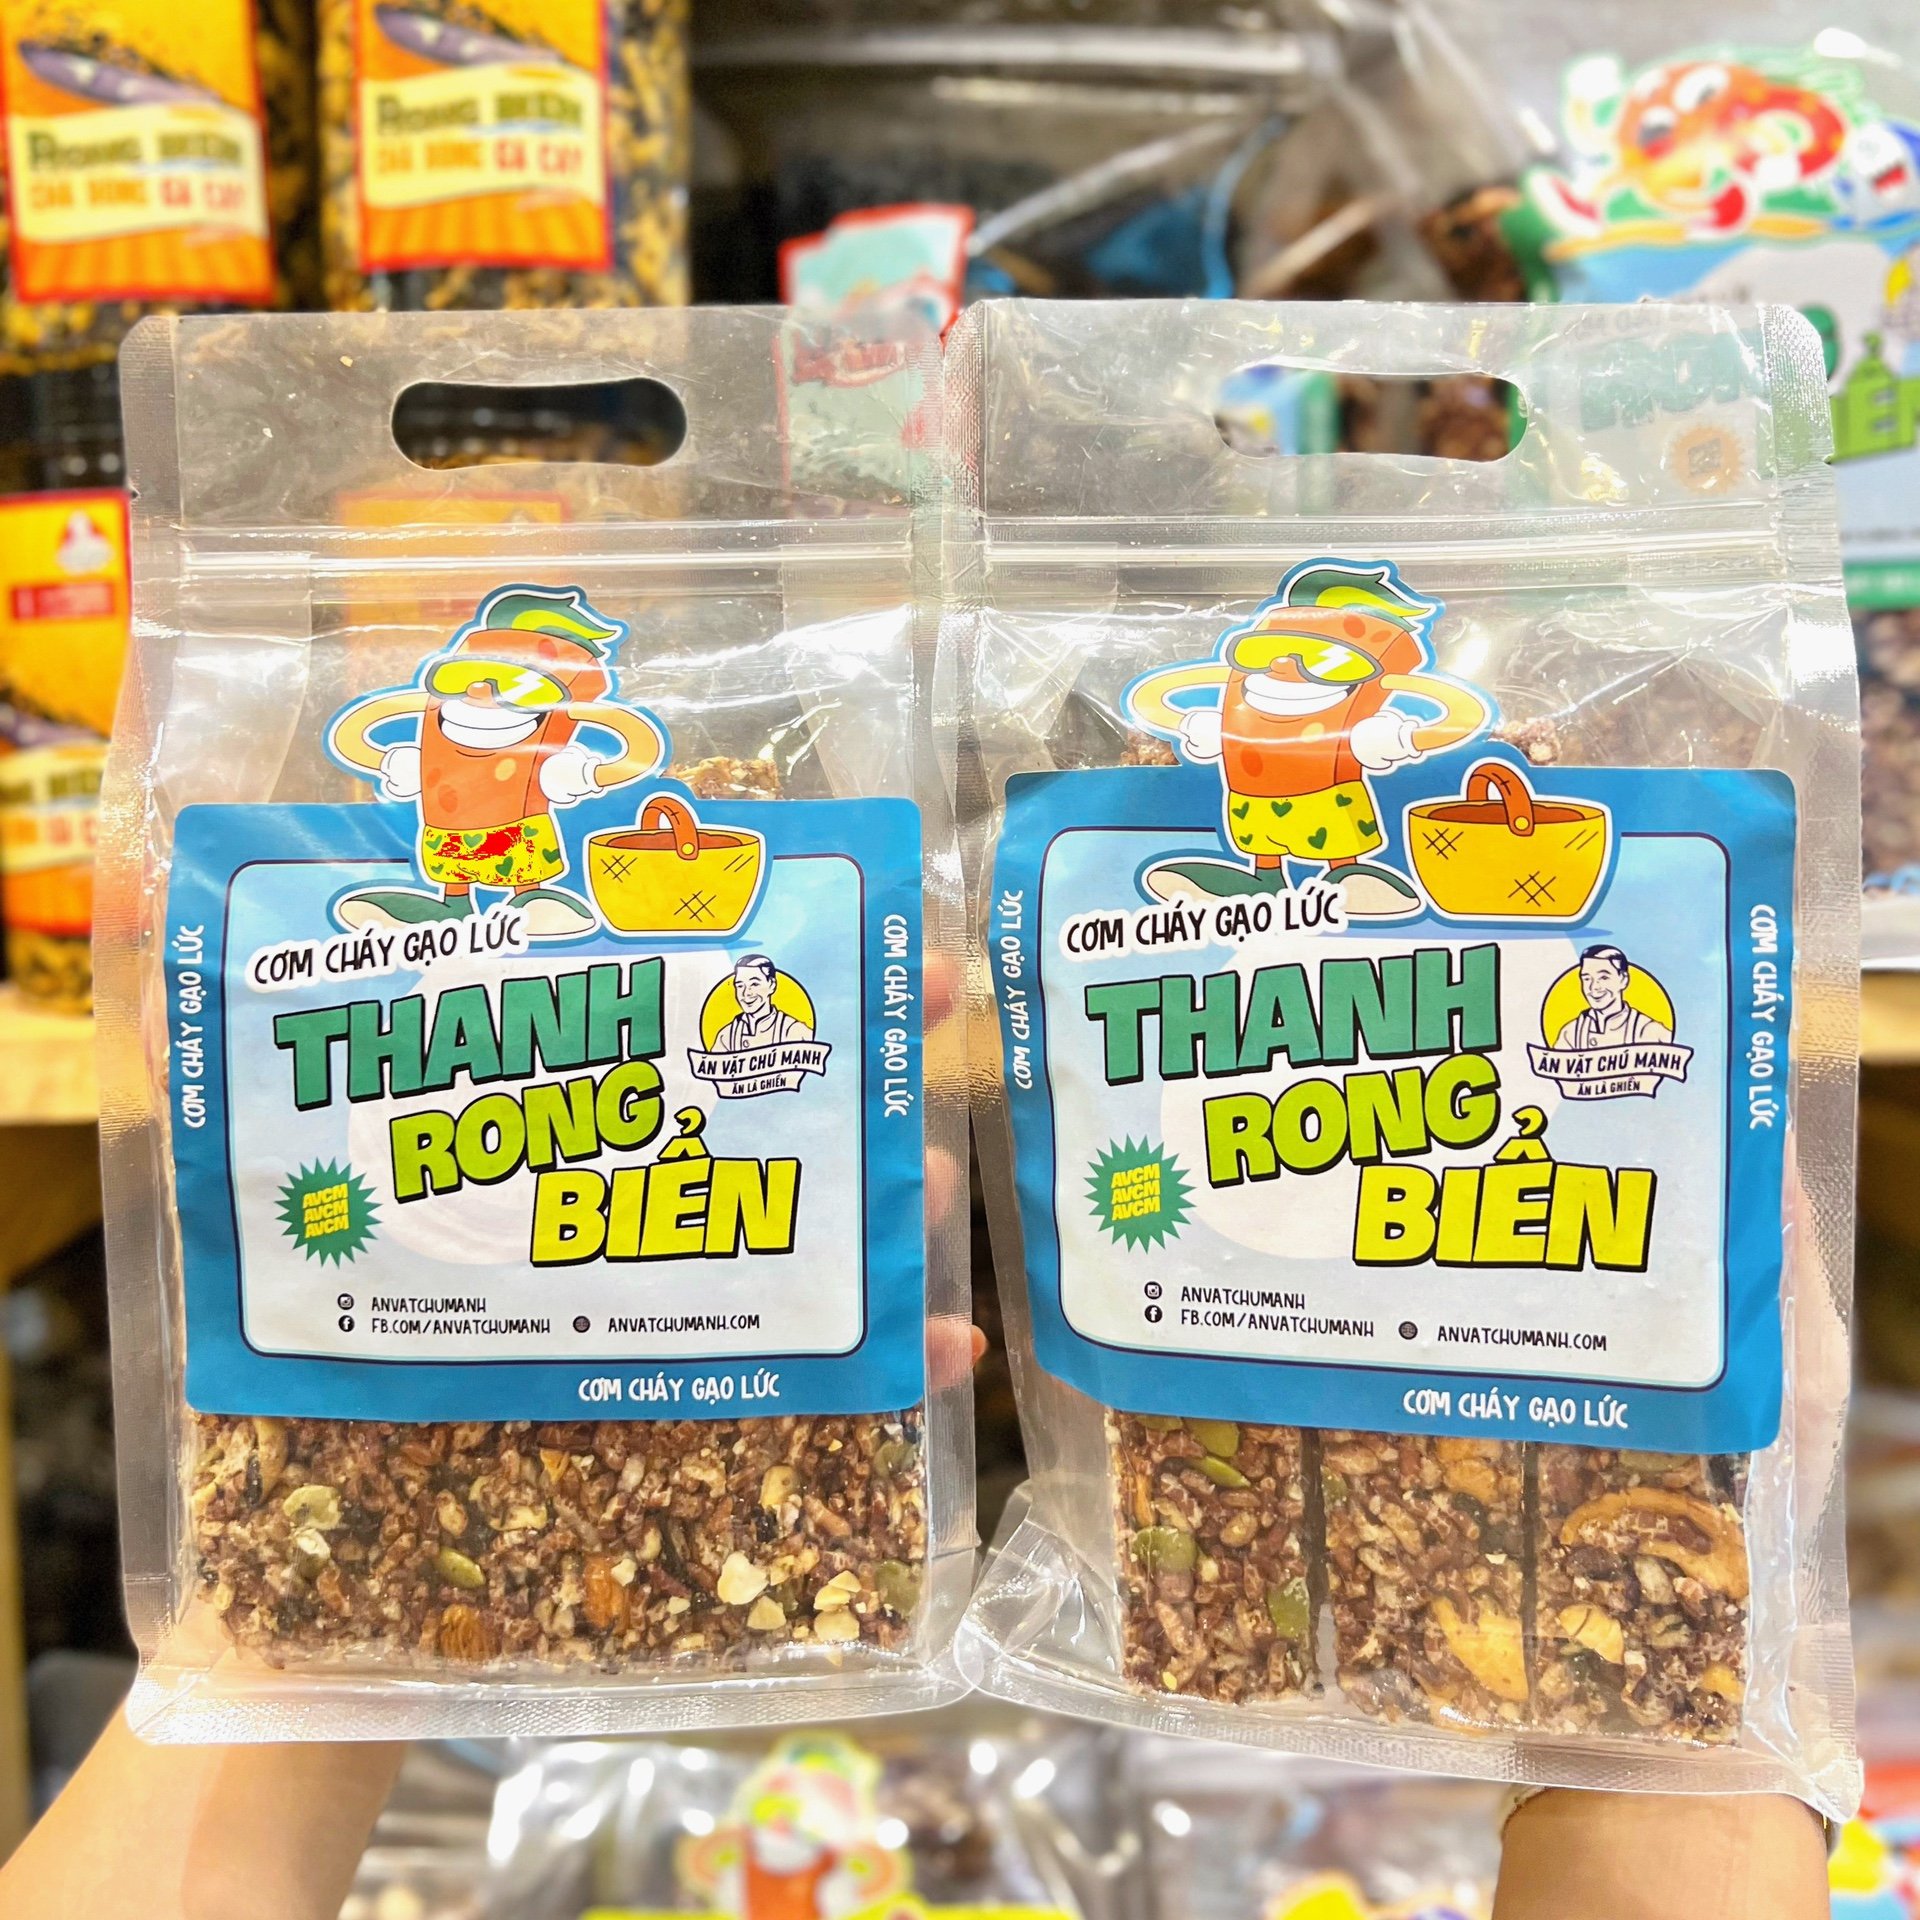 CƠM CHÁY GẠO LỨC
THANH
RONG
BIỂN
ĂN VẶT CHÚ MẠNH
ĂN LÀ GHIỀN
AVCM
AVCM
AVCM
ANVATCHUMANH
FB.COM/ANVATCHUMANH
ANVATCHUMANH.COM
CƠM CHÁY GẠO LỨC
CƠM CHÁY GẠO LỨC
CƠM CHÁY GẠO LỨC
CƠM CHÁY GẠO LỨC
THANH
RONG
BIỂN
ĂN VẶT CHÚ MẠNH
ĂN LÀ GHIỀN
AVCM
AVCM
AVCM
ANVATCHUMANH
FB.COM/ANVATCHUMANH
ANVATCHUMANH.COM
CƠM CHÁY GẠO LỨC
CƠM CHÁY GẠO LỨC
CƠM CHÁY GẠO LỨC